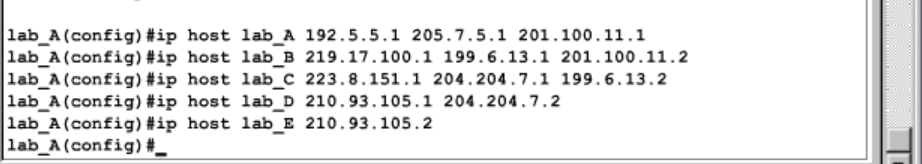 lab_A(config)#ip host lab_A 192.5.5.1 205.7.5.1 201.100.11.1
lab_A(config)#ip host lab_B 219.17.100.1 199.6.13.1 201.100.11.2
lab_A(config)#ip host lab_C 223.8.151.1 204.204.7.1 199.6.13.2
lab_A(config)#ip host lab_D 210.93.105.1 204.204.7.2
lab_A(config)#ip host lab_E 210.93.105.2
lab_A(config)#_